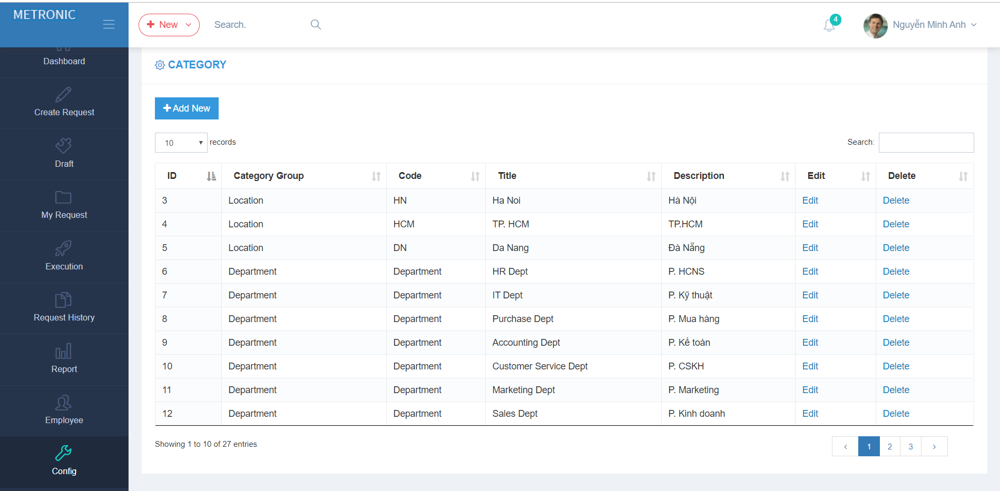 METRONIC
New
Search.
4
Nguyễn Minh Anh
Dashboard
Create Request
Draft
My Request
Execution
Request History
Report
Employee
Config
CATEGORY
Add New
10 records
Search:
ID Category Group Code Title Description Edit Delete
3 Location HN Ha Noi Hà Nội Edit Delete
4 Location HCM TP. HCM TP.HCM Edit Delete
5 Location DN Da Nang Đà Nẵng Edit Delete
6 Department Department HR Dept P. HCNS Edit Delete
7 Department Department IT Dept P. Kỹ thuật Edit Delete
8 Department Department Purchase Dept P. Mua hàng Edit Delete
9 Department Department Accounting Dept P. Kế toán Edit Delete
10 Department Department Customer Service Dept P. CSKH Edit Delete
11 Department Department Marketing Dept P. Marketing Edit Delete
12 Department Department Sales Dept P. Kinh doanh Edit Delete
Showing 1 to 10 of 27 entries
‹ 1 2 3 ›